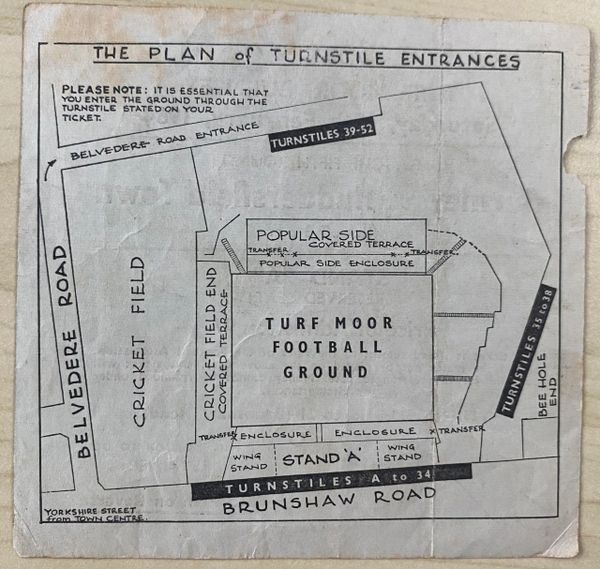 THE PLAN of TURNSTILE ENTRANCES
PLEASE NOTE: IT IS ESSENTIAL THAT
YOU ENTER THE GROUND THROUGH THE
TURNSTILE STATED ON YOUR
TICKET.
BELVEDERE ROAD ENTRANCE
TURNSTILES 39-52
POPULAR SIDE
COVERED TERRACE
TRANSFER
TRANSFER
POPULAR SIDE ENCLOSURE
BELVEDERE ROAD
CRICKET FIELD
CRICKET FIELD END
COVERED TERRACE
TURF MOOR
FOOTBALL
GROUND
TURNSTILES 35 to 38
BEE HOLE
END
TRANSFER
ENCLOSURE
ENCLOSURE
TRANSFER
WING
STAND
STAND 'A'
WING
STAND
TURNSTILES A to 34
BRUNSHAW ROAD
YORKSHIRE STREET
from TOWN CENTRE.